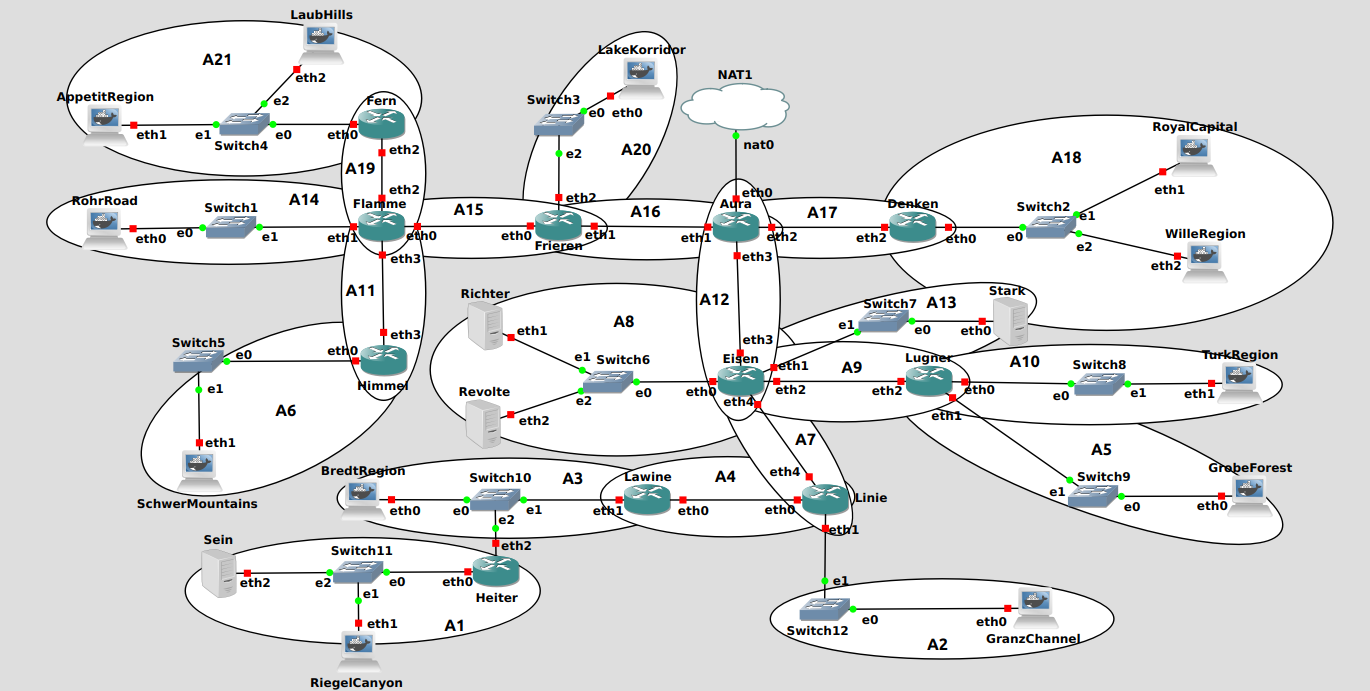 LaubHills
A21
eth2
AppetitRegion
e2
Fern
eth1
e1
e0
eth0
Switch4
eth2
A19
eth2
LakeKorridor
Switch3
e0
eth0
e2
A20
eth2
NAT1
nat0
eth0
RoyalCapital
A18
eth1
RohrRoad
Switch1
A14
eth0
e0
e1
eth1
Flamme
eth0
eth3
A15
eth0
Frieren
eth1
A16
eth1
Aura
eth2
eth3
A17
Denken
eth2
eth0
Switch2
e0
e1
e2
WilleRegion
eth2
A11
eth3
Switch5
e0
eth0
Himmel
e1
A6
eth1
SchwerMountains
Richter
A8
eth1
e1
Switch6
Revolte
e2
e0
eth0
eth2
A12
eth3
Eisen
eth1
eth2
eth4
Switch7
A13
Stark
e1
e0
eth0
A9
Lugner
eth2
eth0
eth1
A10
Switch8
TurkRegion
e0
e1
eth1
A5
Switch9
GrobeForest
e1
e0
eth0
A7
eth4
BredtRegion
Switch10
A3
eth0
e0
e1
e2
Lawine
A4
eth1
eth0
eth0
Linie
eth1
eth2
Sein
Switch11
eth2
e2
e0
eth0
Heiter
e1
eth1
A1
RiegelCanyon
e1
Switch12
e0
eth0
GranzChannel
A2